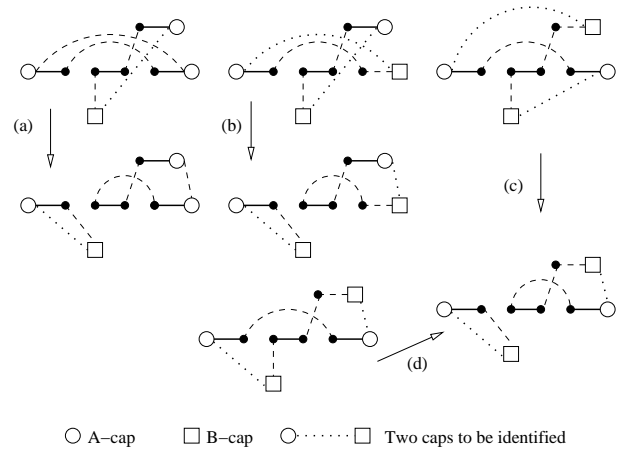 (a)
(b)
(c)
(d)
A−cap
B−cap
Two caps to be identified